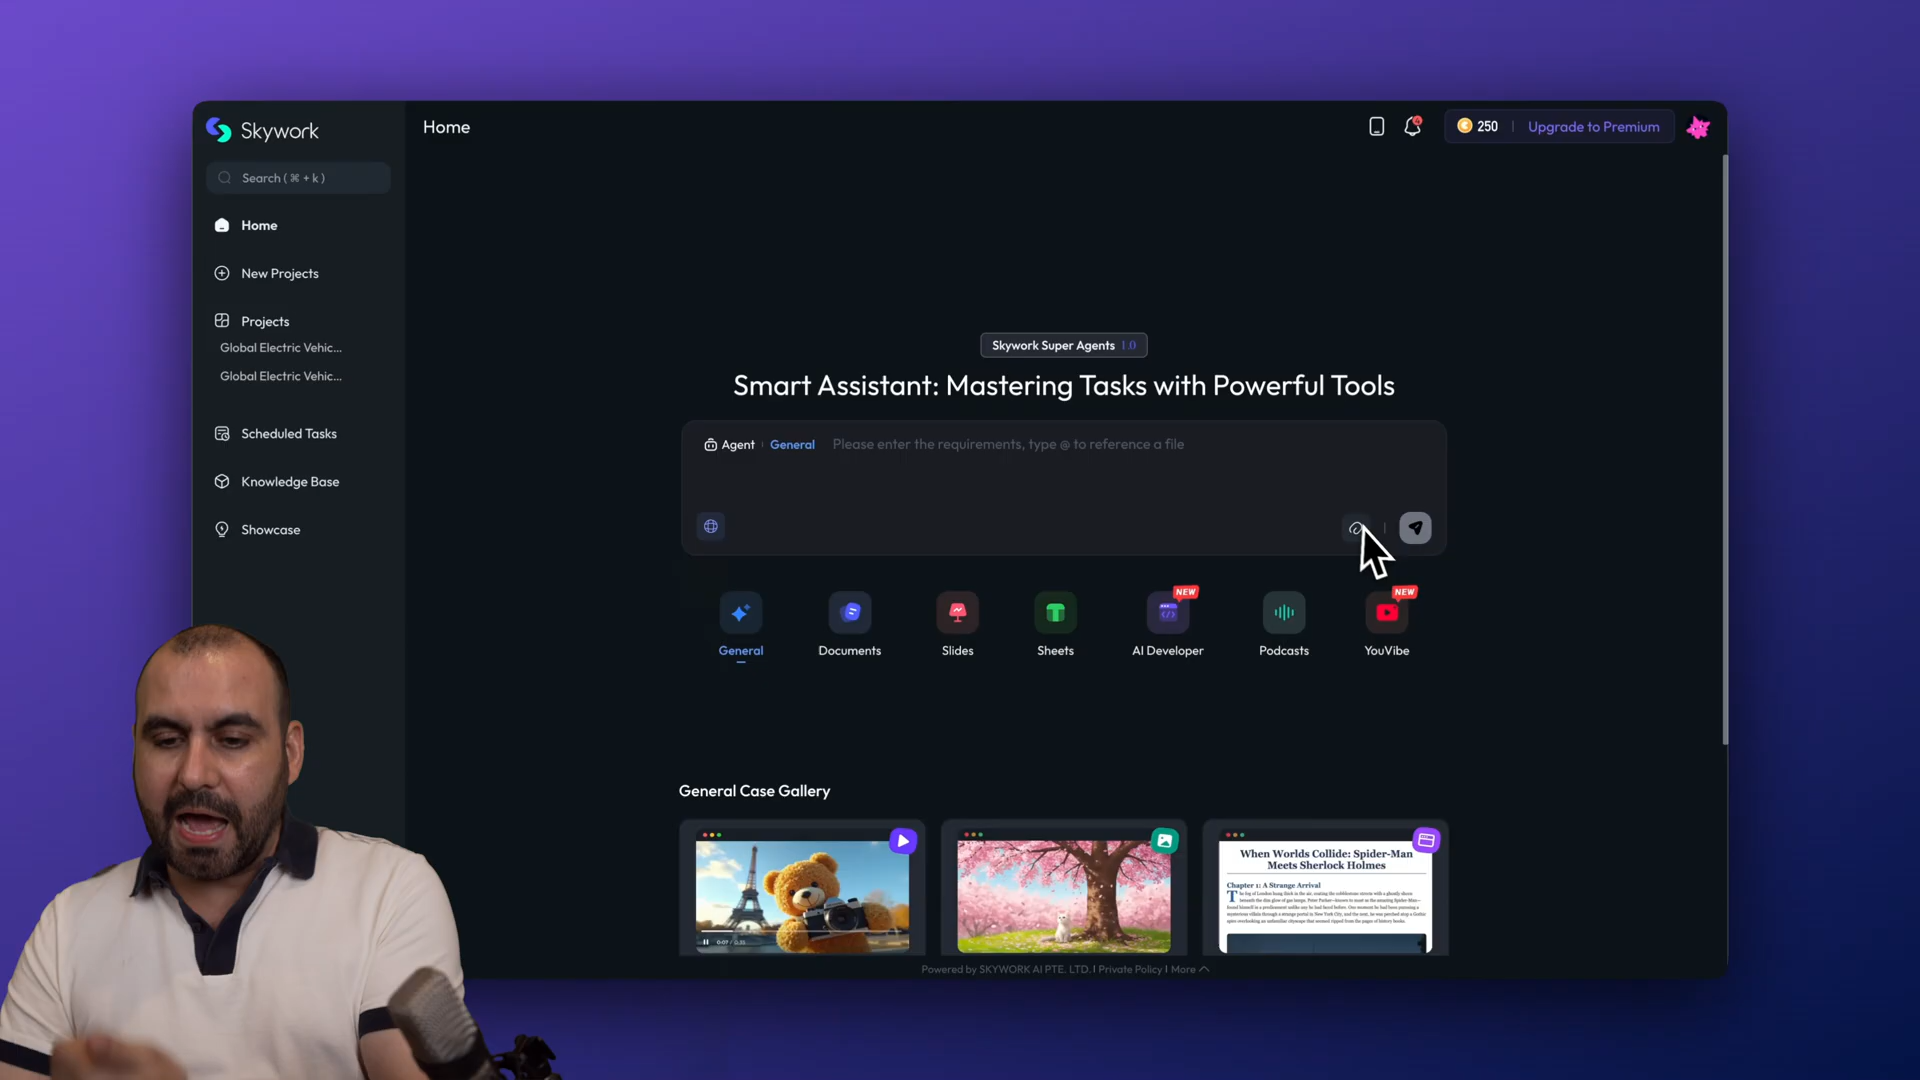 Skywork
Home
250
Upgrade to Premium
Search ( ⌘ + k )
Home
New Projects
Projects
Global Electric Vehic...
Global Electric Vehic...
Scheduled Tasks
Knowledge Base
Showcase
Skywork Super Agents 1.0
Smart Assistant: Mastering Tasks with Powerful Tools
Agent General Please enter the requirements, type @ to reference a file
NEW
NEW
General
Documents
Slides
Sheets
AI Developer
Podcasts
YouVibe
General Case Gallery
When Worlds Collide: Spider-Man
Meets Sherlock Holmes
Chapter 1: A Strange Arrival
Powered by SKYWORK AI PTE. LTD. | Private Policy | More